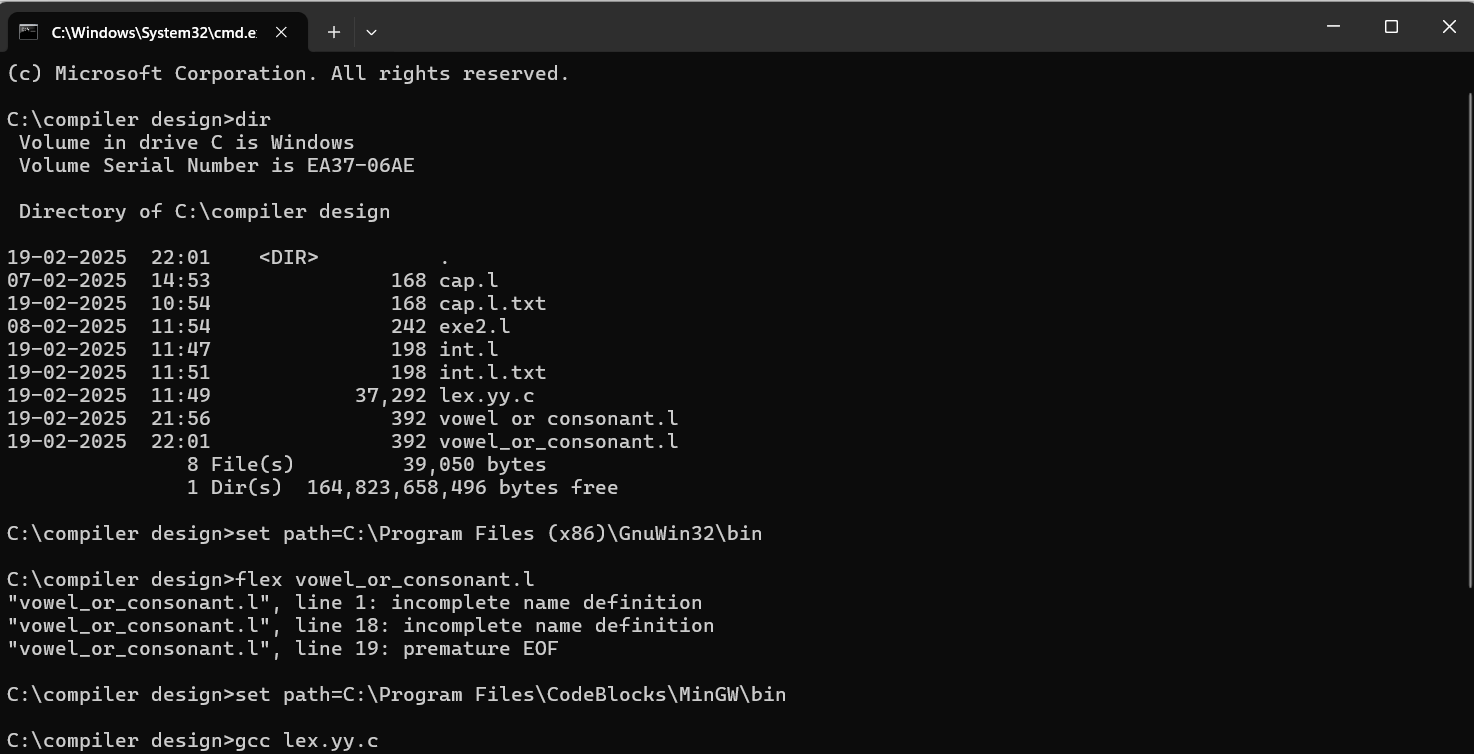 C:\Windows\System32\cmd.e
(c) Microsoft Corporation. All rights reserved.
C:\compiler design>dir
Volume in drive C is Windows
Volume Serial Number is EA37-06AE
Directory of C:\compiler design
19-02-2025  22:01    <DIR>          .
07-02-2025  14:53               168 cap.l
19-02-2025  10:54               168 cap.l.txt
08-02-2025  11:54               242 exe2.l
19-02-2025  11:47               198 int.l
19-02-2025  11:51               198 int.l.txt
19-02-2025  11:49            37,292 lex.yy.c
19-02-2025  21:56               392 vowel or consonant.l
19-02-2025  22:01               392 vowel_or_consonant.l
8 File(s)         39,050 bytes
1 Dir(s)  164,823,658,496 bytes free
C:\compiler design>set path=C:\Program Files (x86)\GnuWin32\bin
C:\compiler design>flex vowel_or_consonant.l
"vowel_or_consonant.l", line 1: incomplete name definition
"vowel_or_consonant.l", line 18: incomplete name definition
"vowel_or_consonant.l", line 19: premature EOF
C:\compiler design>set path=C:\Program Files\CodeBlocks\MinGW\bin
C:\compiler design>gcc lex.yy.c